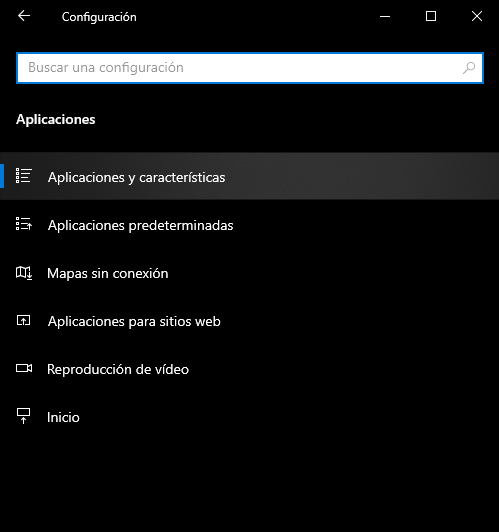 Configuración
Buscar una configuración
Aplicaciones
Aplicaciones y características
Aplicaciones predeterminadas
Mapas sin conexión
Aplicaciones para sitios web
Reproducción de vídeo
Inicio